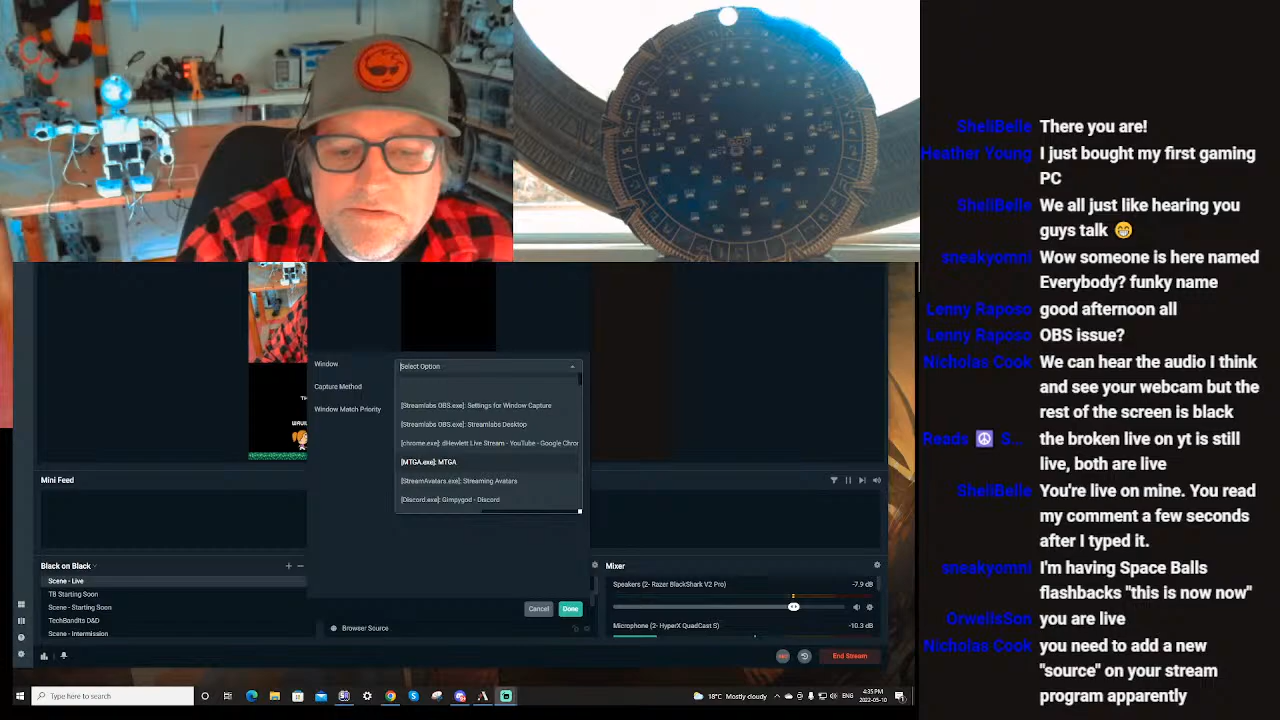 SheliBelle There you are!
Heather Young I just bought my first gaming
PC
SheliBelle We all just like hearing you
guys talk 😁
sneakyomni Wow someone is here named
Everybody? funky name
Lenny Raposo good afternoon all
Lenny Raposo OBS issue?
Nicholas Cook We can hear the audio I think
and see your webcam but the
rest of the screen is black
Reads ☮ S... the broken live on yt is still
live, both are live
SheliBelle You're live on mine. You read
my comment a few seconds
after I typed it.
sneakyomni I'm having Space Balls
flashbacks "this is now now"
OrwellsSon you are live
Nicholas Cook you need to add a new
"source" on your stream
program apparently
Window
Select Option
Capture Method
Window Match Priority
[Streamlabs OBS.exe]: Settings for Window Capture
[Streamlabs OBS.exe]: Streamlabs Desktop
[chrome.exe]: dHewlett Live Stream - YouTube - Google Chro
[MTGA.exe]: MTGA
[StreamAvatars.exe]: Streaming Avatars
[Discord.exe]: Gimpygod - Discord
Cancel
Done
Mini Feed
Black on Black
Scene - Live
TB Starting Soon
Scene - Starting Soon
TechBandits D&D
Scene - Intermission
Browser Source
Mixer
Speakers (2- Razer BlackShark V2 Pro) -7.9 dB
Microphone (2- HyperX QuadCast S) -10.3 dB
REC
End Stream
Type here to search
18°C Mostly cloudy
ENG
4:35 PM
2022-05-10